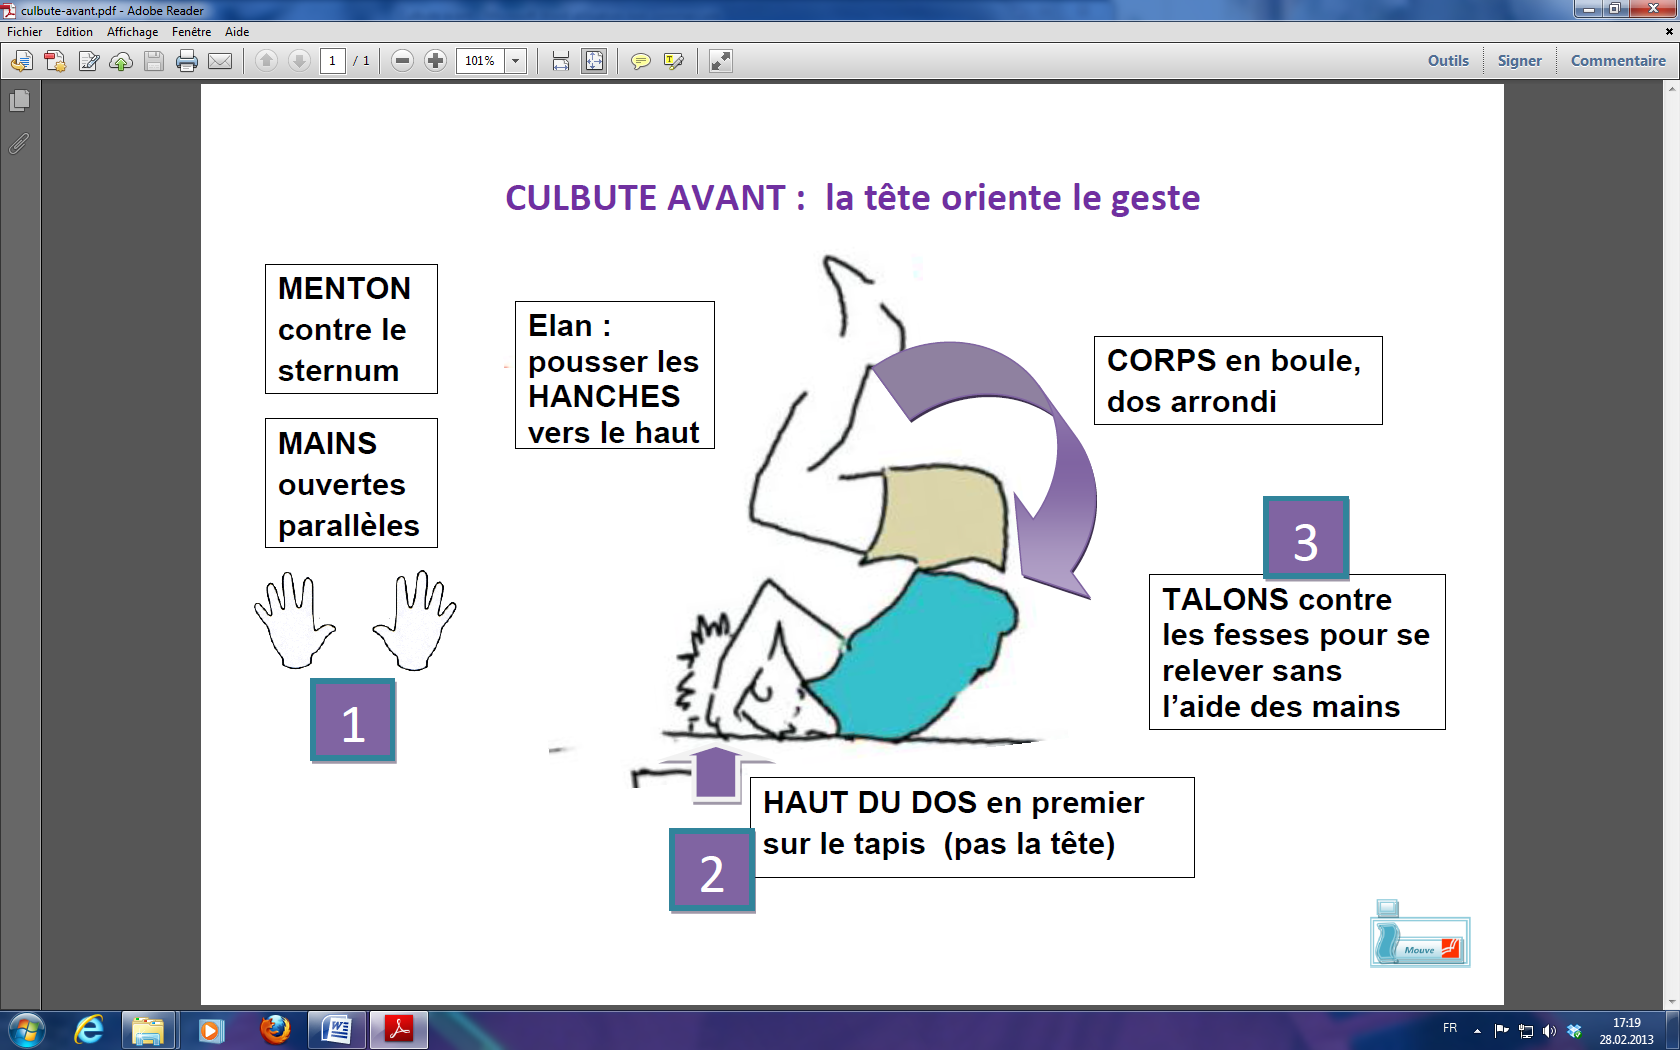 culbute-avant.pdf - Adobe Reader
Fichier Edition Affichage Fenêtre Aide
1 / 1 101% Outils Signer Commentaire
CULBUTE AVANT : la tête oriente le geste
MENTON
contre le
sternum
MAINS
ouvertes
parallèles
1
Elan :
pousser les
HANCHES
vers le haut
CORPS en boule,
dos arrondi
3
TALONS contre
les fesses pour se
relever sans
l'aide des mains
HAUT DU DOS en premier
sur le tapis (pas la tête)
2
Mouve
FR
17:19
28.02.2013